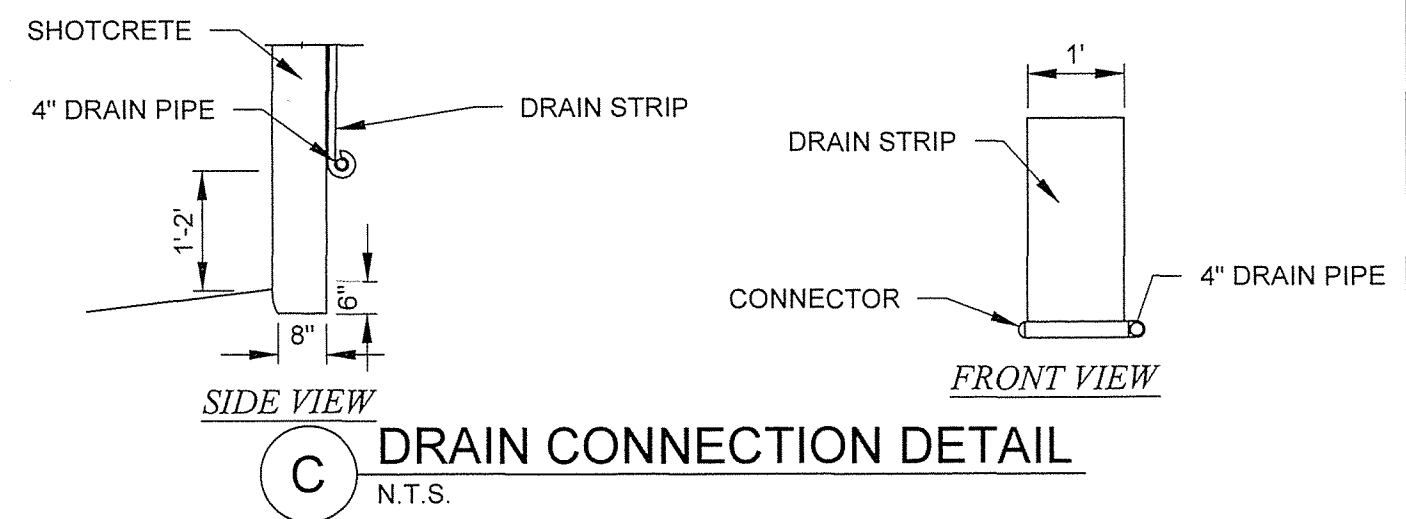 SHOTCRETE
4" DRAIN PIPE
DRAIN STRIP
1'-2'
6"
8"
SIDE VIEW
1'
DRAIN STRIP
CONNECTOR
4" DRAIN PIPE
FRONT VIEW
C
DRAIN CONNECTION DETAIL
N.T.S.